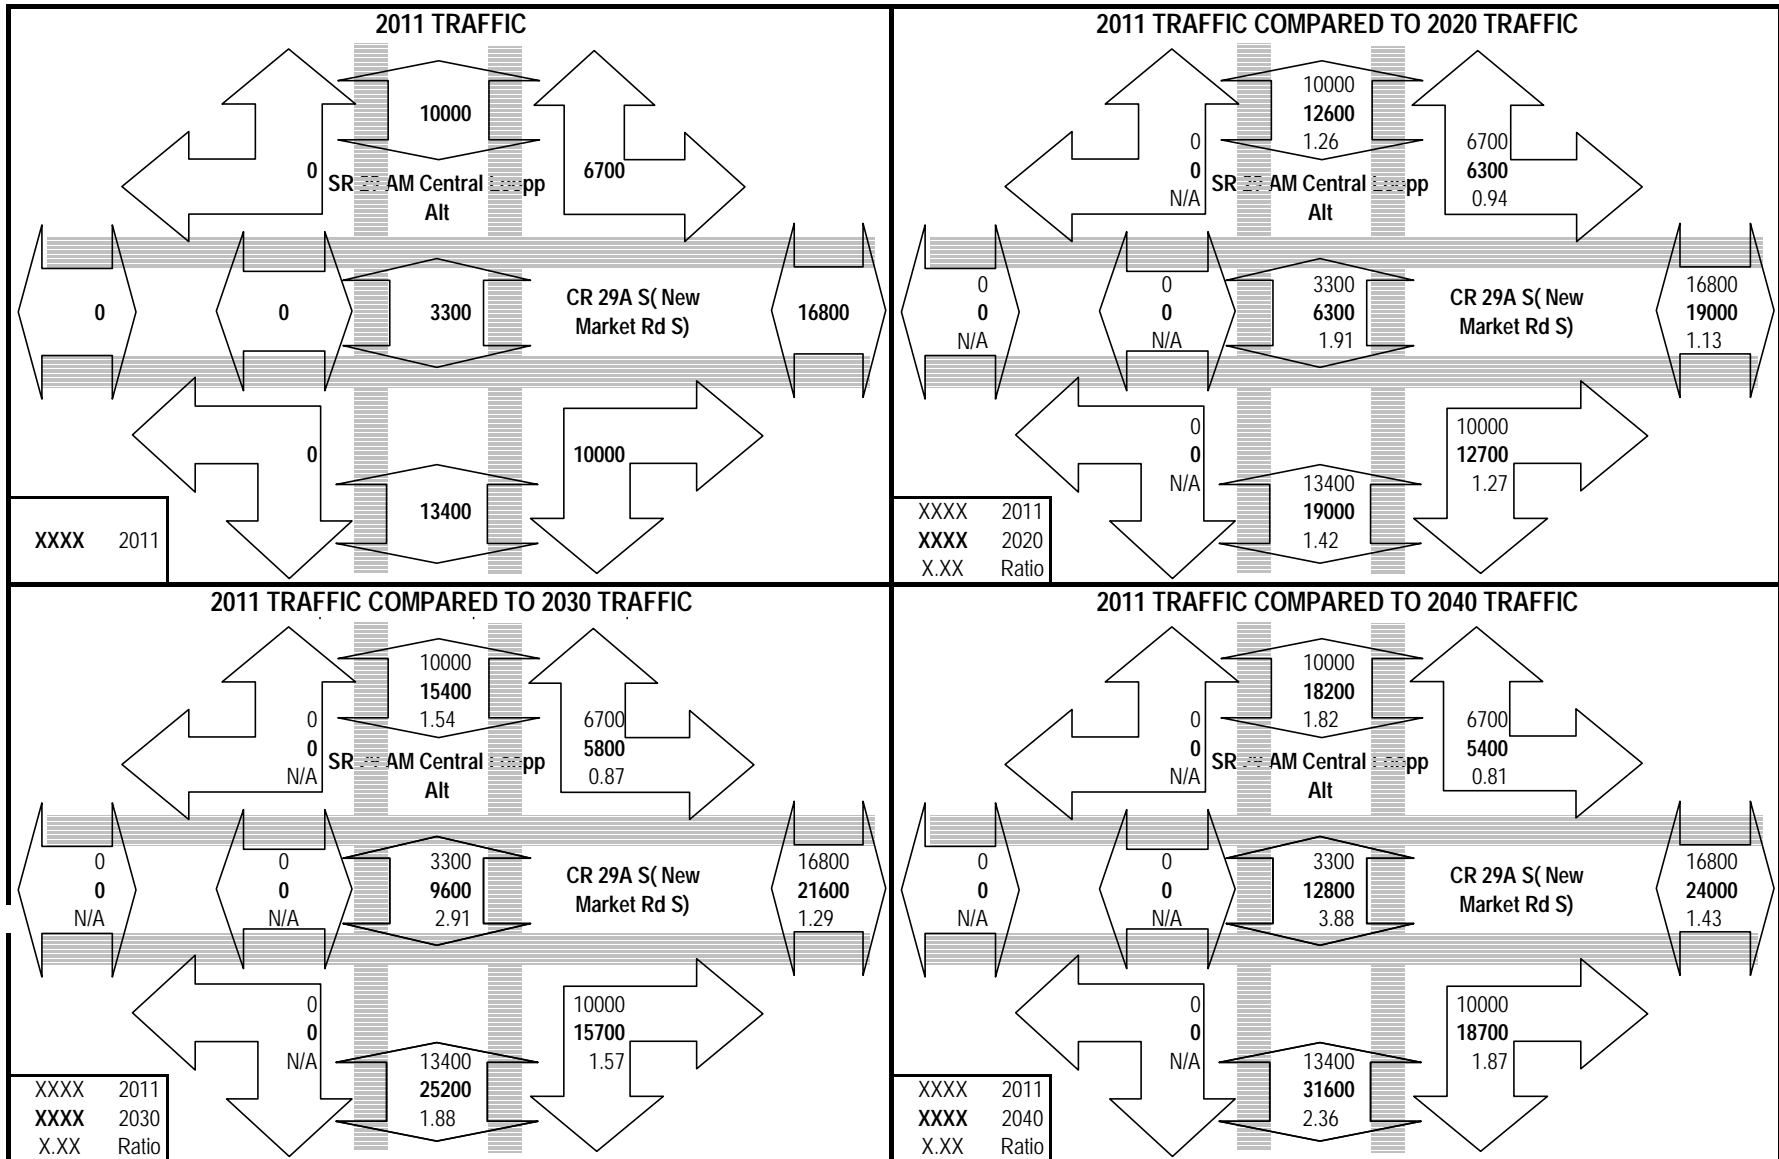 2011 TRAFFIC
10000
0
6700
SR AM Central pp
Alt
0
0
3300
CR 29A S( New
Market Rd S)
16800
0
10000
13400
XXXX 2011
2011 TRAFFIC COMPARED TO 2020 TRAFFIC
10000
12600
1.26
0
0
N/A
6700
6300
0.94
SR AM Central pp
Alt
0
0
N/A
0
0
N/A
3300
6300
1.91
CR 29A S( New
Market Rd S)
16800
19000
1.13
0
0
N/A
10000
12700
1.27
13400
19000
1.42
XXXX 2011
XXXX 2020
X.XX Ratio
2011 TRAFFIC COMPARED TO 2030 TRAFFIC
10000
15400
1.54
0
0
N/A
6700
5800
0.87
SR AM Central pp
Alt
0
0
N/A
0
0
N/A
3300
9600
2.91
CR 29A S( New
Market Rd S)
16800
21600
1.29
0
0
N/A
10000
15700
1.57
13400
25200
1.88
XXXX 2011
XXXX 2030
X.XX Ratio
2011 TRAFFIC COMPARED TO 2040 TRAFFIC
10000
18200
1.82
0
0
N/A
6700
5400
0.81
SR AM Central pp
Alt
0
0
N/A
0
0
N/A
3300
12800
3.88
CR 29A S( New
Market Rd S)
16800
24000
1.43
0
0
N/A
10000
18700
1.87
13400
31600
2.36
XXXX 2011
XXXX 2040
X.XX Ratio